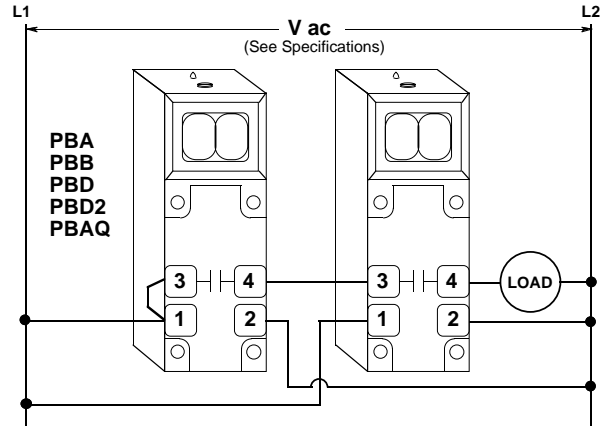 L1
L2
V ac
(See Specifications)
PBA
PBB
PBD
PBD2
PBAQ
3 4 3 4 LOAD
1 2 1 2